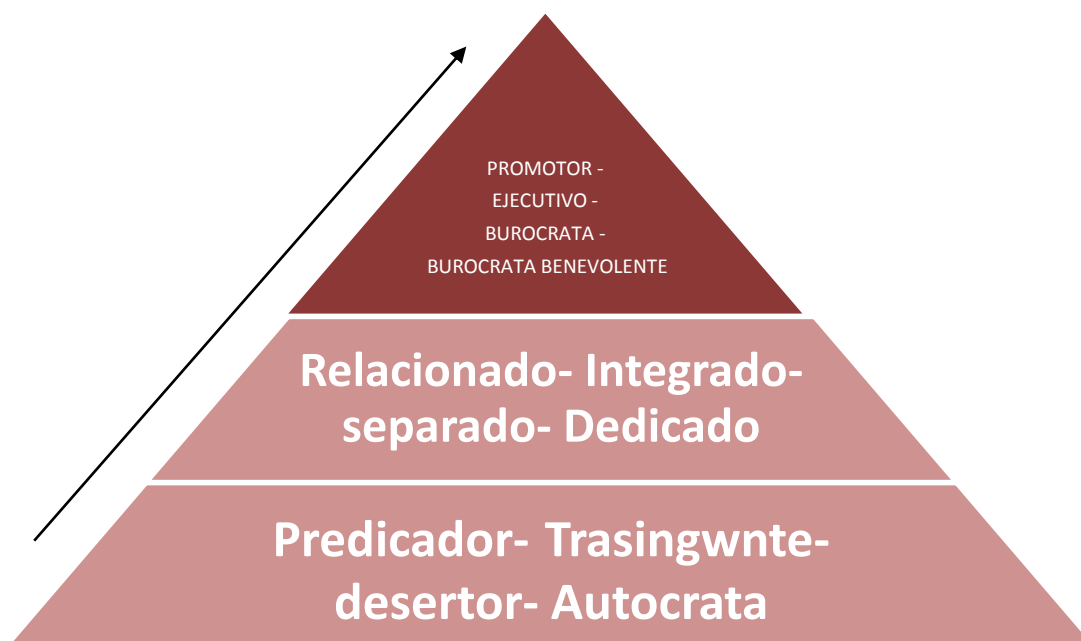 PROMOTOR -
EJECUTIVO -
BUROCRATA -
BUROCRATA BENEVOLENTE
Relacionado- Integrado-
separado- Dedicado
Predicador- Trasingwnte-
desertor- Autocrata